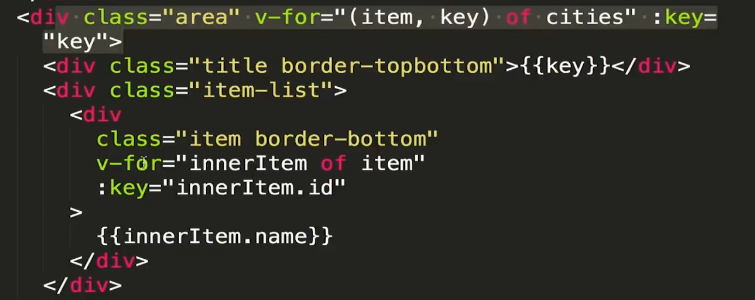 <div class="area" v-for="(item, key) of cities" :key=
"key">
<div class="title border-topbottom">{{key}}</div>
<div class="item-list">
<div
class="item border-bottom"
v-for="innerItem of item"
:key="innerItem.id"
>
{{innerItem.name}}
</div>
</div>